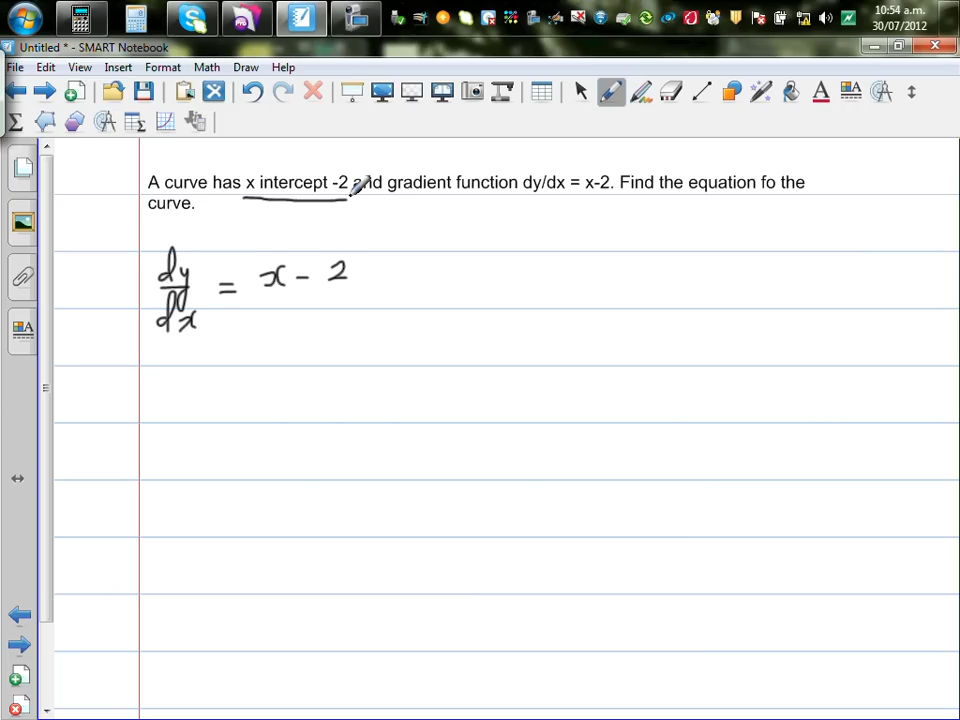 10:54 a.m.
30/07/2012
Untitled * - SMART Notebook
File Edit View Insert Format Math Draw Help
A curve has x intercept -2 and gradient function dy/dx = x-2. Find the equation fo the
curve.
dy
dx
= x - 2